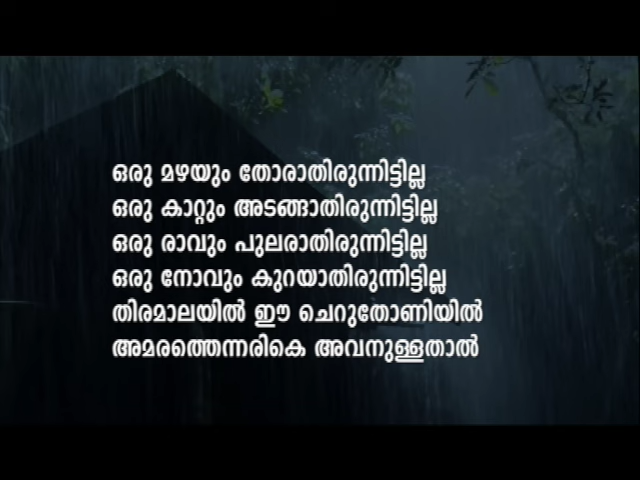 ഒരു മഴയും തോരാതിരുന്നിട്ടില്ല
ഒരു കാറ്റും അടങ്ങാതിരുന്നിട്ടില്ല
ഒരു രാവും പുലരാതിരുന്നിട്ടില്ല
ഒരു നോവും കുറയാതിരുന്നിട്ടില്ല
തിരമാലയിൽ ഈ ചെറുതോണിയിൽ
അമരത്തെന്നരികെ അവനുള്ളതാൽ